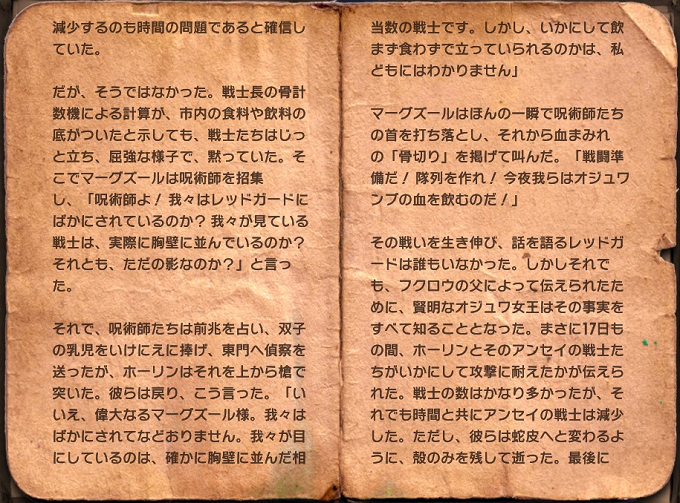 減少するのも時間の問題であると確信し
ていた。
だが、そうではなかった。戦士長の骨計
数機による計算が、市内の食料や飲料の
底がついたと示しても、戦士たちはじっ
と立ち、屈強な様子で、黙っていた。そ
こでマーグズールは呪術師を招集
し、「呪術師よ! 我々はレッドガードに
ばかにされているのか? 我々が見ている
戦士は、実際に胸壁に並んでいるのか?
それとも、ただの影なのか?」と言っ
た。
それで、呪術師たちは前兆を占い、双子
の乳児をいけにえに捧げ、東門へ偵察を
送ったが、ホーリンはそれを上から槍で
突いた。彼らは戻り、こう言った。「い
いえ、偉大なるマーグズール様。我々は
ばかにされてなどおりません。我々が目
にしているのは、確かに胸壁に並んだ相
当数の戦士です。しかし、いかにして飲
まず食わずで立っていられるのかは、私
どもにはわかりません」
マーグズールはほんの一瞬で呪術師たち
の首を打ち落とし、それから血まみれ
の「骨切り」を掲げて叫んだ。「戦闘準
備だ! 隊列を作れ! 今夜我らはオジュワ
ンブの血を飲むのだ!」
その戦いを生き伸び、話を語るレッドガ
ードは誰もいなかった。しかしそれで
も、フクロウの父によって伝えられたた
めに、賢明なオジュワ女王はその事実を
すべて知ることとなった。まさに17日も
の間、ホーリンとそのアンセイの戦士た
ちがいかにして攻撃に耐えたかが伝えら
れた。戦士の数はかなり多かったが、そ
れでも時間と共にアンセイの戦士は減少
した。ただし、彼らは蛇皮へと変わるよ
うに、殻のみを残して逝った。最後に